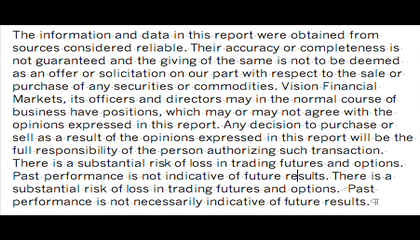 The information and data in this report were obtained from
sources considered reliable. Their accuracy or completeness is
not guaranteed and the giving of the same is not to be deemed
as an offer or solicitation on our part with respect to the sale or
purchase of any securities or commodities. Vision Financial
Markets, its officers and directors may in the normal course of
business have positions, which may or may not agree with the
opinions expressed in this report. Any decision to purchase or
sell as a result of the opinions expressed in this report will be the
full responsibility of the person authorizing such transaction.
There is a substantial risk of loss in trading futures and options.
Past performance is not indicative of future results. There is a
substantial risk of loss in trading futures and options. Past
performance is not necessarily indicative of future results.¶